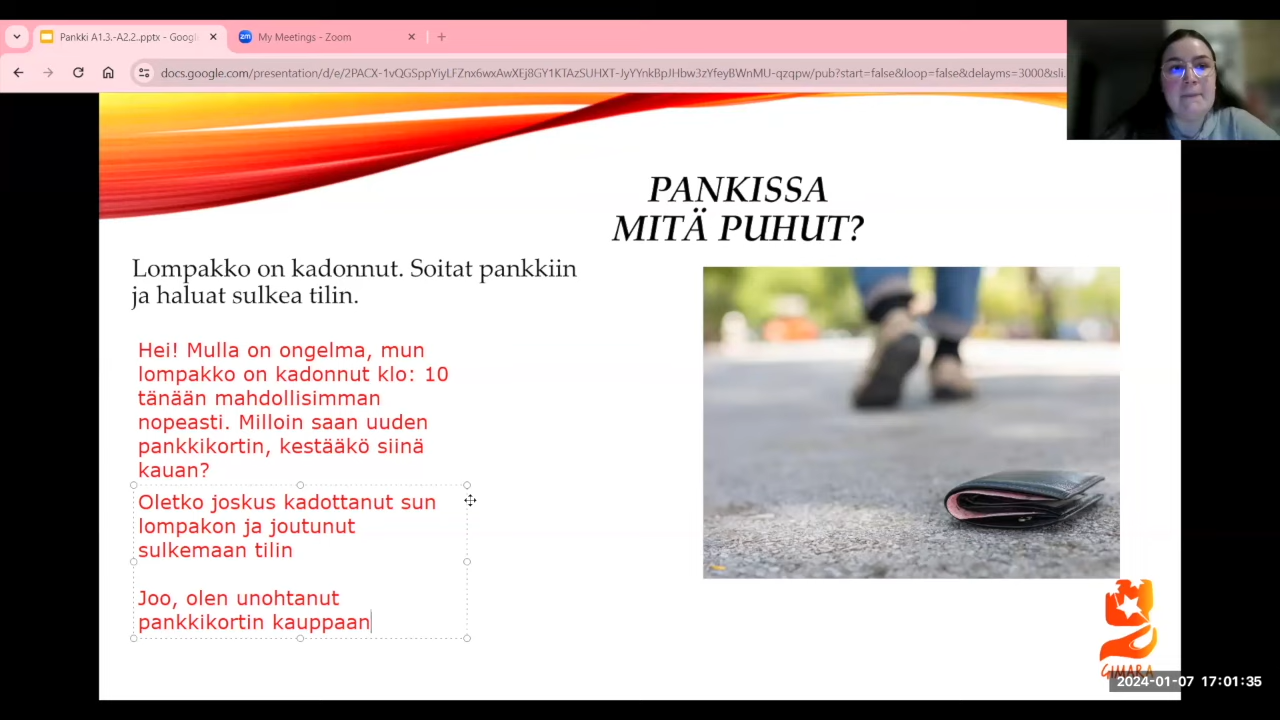 Pankki A1.3.-A2.2..pptx - Goog
My Meetings - Zoom
docs.google.com/presentation/d/e/2PACX-1vQGSppYiyLFZnx6wxAwXEj8GY1KTAzSUHXT-JyYYnkBpJHbw3zYfeyBWnMU-qzqpw/pub?start=false&loop=false&delayms=3000&sli.
PANKISSA
MITÄ PUHUT?
Lompakko on kadonnut. Soitat pankkiin
ja haluat sulkea tilin.
Hei! Mulla on ongelma, mun
lompakko on kadonnut klo: 10
tänään mahdollisimman
nopeasti. Milloin saan uuden
pankkikortin, kestääkö siinä
kauan?
Oletko joskus kadottanut sun
lompakon ja joutunut
sulkemaan tilin
Joo, olen unohtanut
pankkikortin kauppaan
GIMARA
2024-01-07 17:01:35